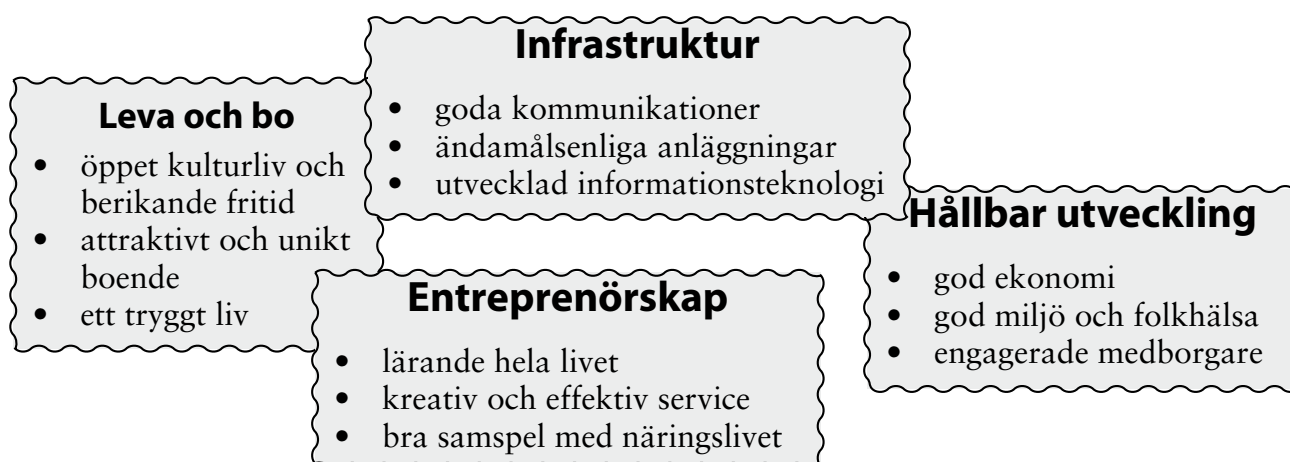 Infrastruktur
• goda kommunikationer
• ändamålsenliga anläggningar
• utvecklad informationsteknologi
Leva och bo
• öppet kulturliv och
berikande fritid
• attraktivt och unikt
boende
• ett tryggt liv
Hållbar utveckling
• god ekonomi
• god miljö och folkhälsa
• engagerade medborgare
Entreprenörskap
• lärande hela livet
• kreativ och effektiv service
• bra samspel med näringslivet